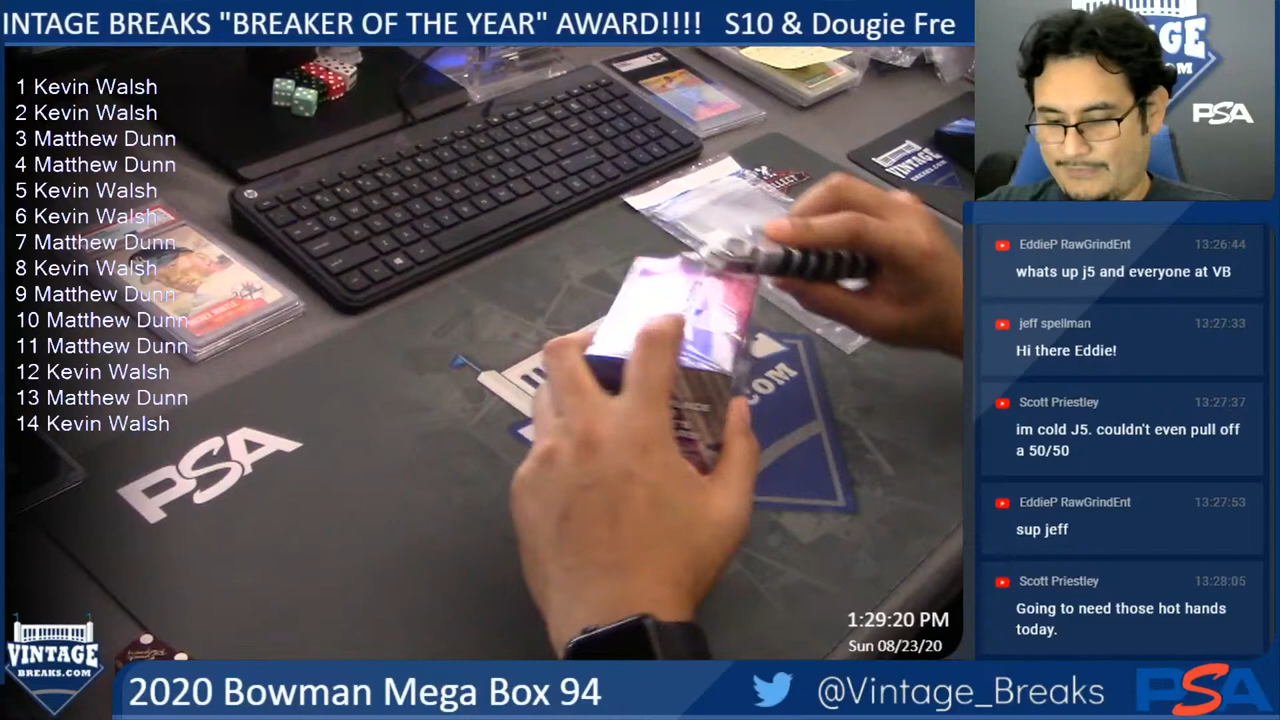 INTAGE BREAKS "BREAKER OF THE YEAR" AWARD!!!! S10 & Dougie Fre
1 Kevin Walsh
2 Kevin Walsh
3 Matthew Dunn
4 Matthew Dunn
5 Kevin Walsh
6 Kevin Walsh
7 Matthew Dunn
8 Kevin Walsh
9 Matthew Dunn
10 Matthew Dunn
11 Matthew Dunn
12 Kevin Walsh
13 Matthew Dunn
14 Kevin Walsh
hp
VINTAGE
BREAKS.COM
PSA
.COM
PSA
EddieP RawGrindEnt 13:26:44
whats up j5 and everyone at VB
jeff spellman 13:27:33
Hi there Eddie!
Scott Priestley 13:27:37
im cold J5. couldn't even pull off
a 50/50
EddieP RawGrindEnt 13:27:53
sup jeff
Scott Priestley 13:28:05
Going to need those hot hands
today.
1:29:20 PM
Sun 08/23/20
VINTAGE
BREAKS.COM
2020 Bowman Mega Box 94
@Vintage_Breaks
PSA